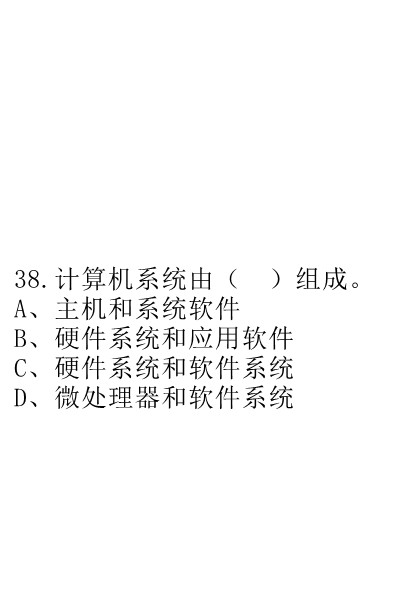 38.计算机系统由（　）组成。
A、主机和系统软件
B、硬件系统和应用软件
C、硬件系统和软件系统
D、微处理器和软件系统